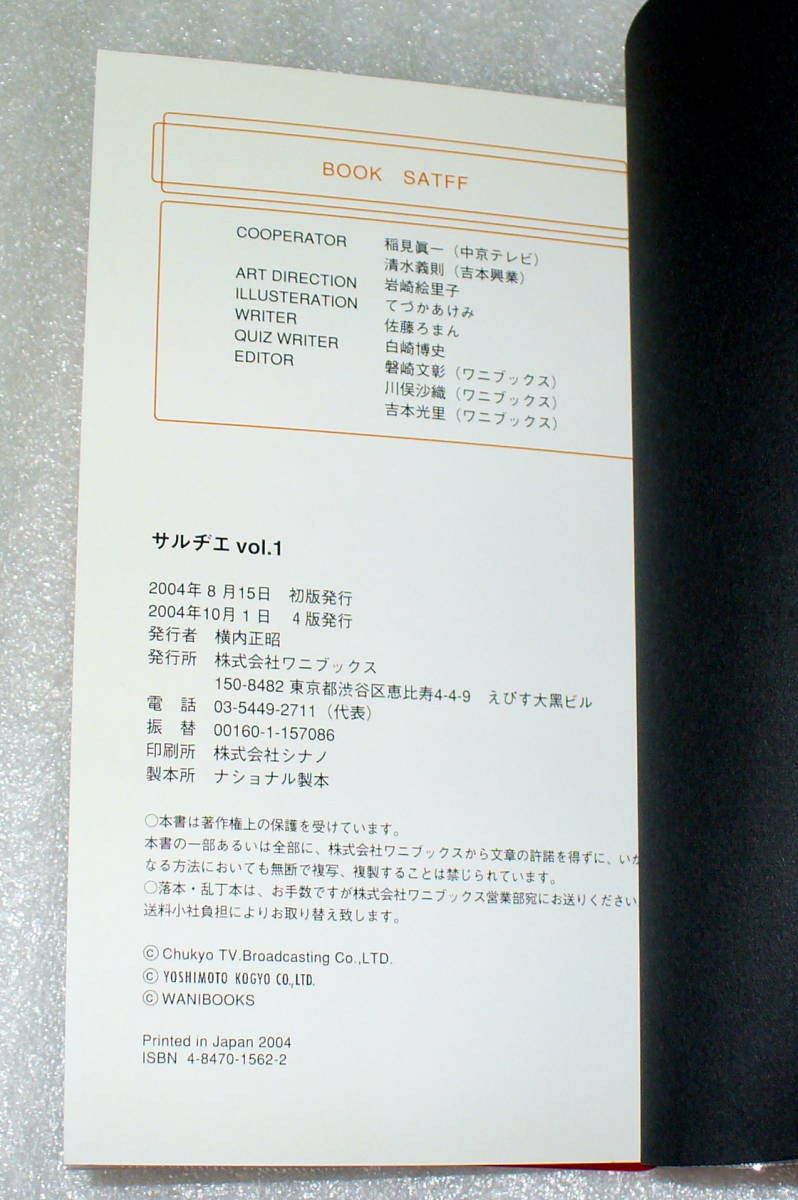 BOOK SATFF
COOPERATOR 稲見眞一（中京テレビ）
清水義則（吉本興業）
ART DIRECTION 岩崎絵里子
ILLUSTERATION てづかあけみ
WRITER 佐藤ろまん
QUIZ WRITER 白崎博史
EDITOR 磐崎文彰（ワニブックス）
川俣沙織（ワニブックス）
吉本光里（ワニブックス）
サルヂエ vol.1
2004年8月15日 初版発行
2004年10月1日 4版発行
発行者 横内正昭
発行所 株式会社ワニブックス
150-8482 東京都渋谷区恵比寿4-4-9 えびす大黑ビル
電話 03-5449-2711（代表）
振替 00160-1-157086
印刷所 株式会社シナノ
製本所 ナショナル製本
○本書は著作権上の保護を受けています。
本書の一部あるいは全部に、株式会社ワニブックスから文章の許諾を得ずに、いか
なる方法においても無断で複写、複製することは禁じられています。
○落本・乱丁本は、お手数ですが株式会社ワニブックス営業部宛にお送りください
送料小社負担によりお取り替え致します。
© Chukyo TV.Broadcasting Co.,LTD.
© YOSHIMOTO KOGYO CO.,LTD.
© WANIBOOKS
Printed in Japan 2004
ISBN 4-8470-1562-2